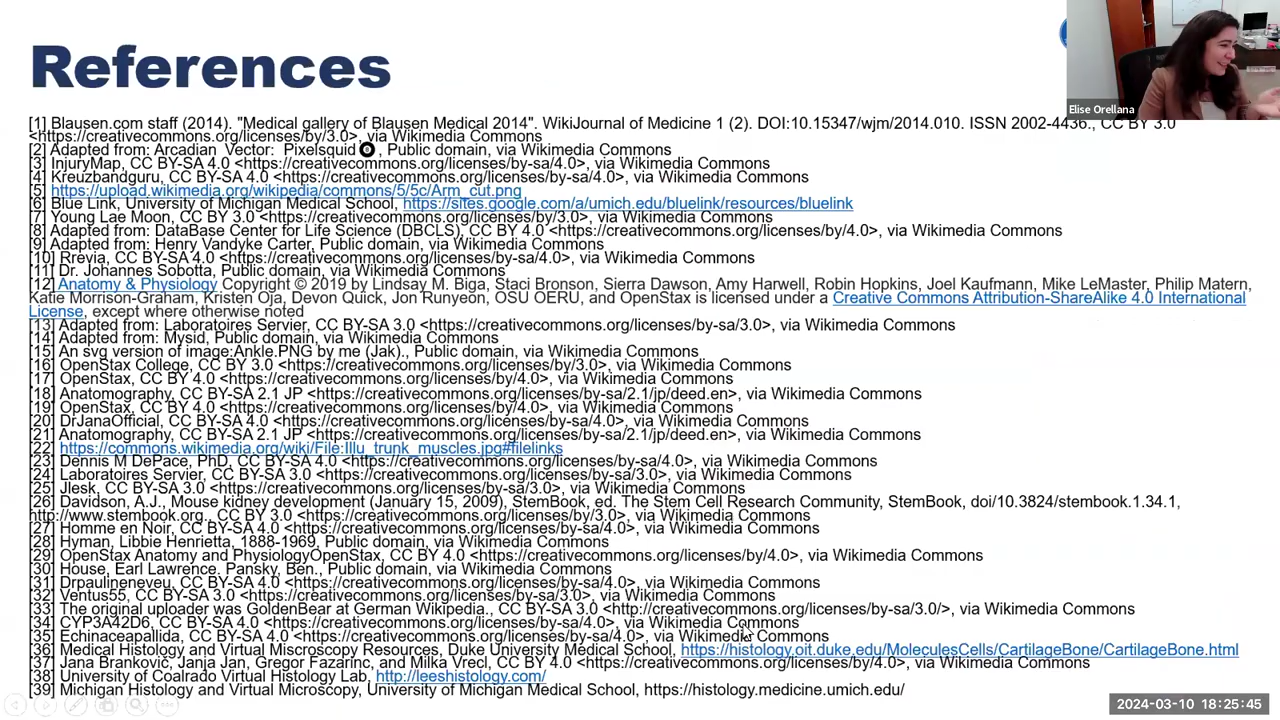 References
Elise Orellana
[1] Blausen.com staff (2014). "Medical gallery of Blausen Medical 2014". WikiJournal of Medicine 1 (2). DOI:10.15347/wjm/2014.010. ISSN 2002-4436., CC BY 3.0
<https://creativecommons.org/licenses/by/3.0>, via Wikimedia Commons
[2] Adapted from: Arcadian Vector: Pixelsquid, Public domain, via Wikimedia Commons
[3] InjuryMap, CC BY-SA 4.0 <https://creativecommons.org/licenses/by-sa/4.0>, via Wikimedia Commons
[4] Kreuzbandguru, CC BY-SA 4.0 <https://creativecommons.org/licenses/by-sa/4.0>, via Wikimedia Commons
[5] https://upload.wikimedia.org/wikipedia/commons/5/5c/Arm_cut.png
[6] Blue Link, University of Michigan Medical School, https://sites.google.com/a/umich.edu/bluelink/resources/bluelink
[7] Young Lae Moon, CC BY 3.0 <https://creativecommons.org/licenses/by/3.0>, via Wikimedia Commons
[8] Adapted from: DataBase Center for Life Science (DBCLS), CC BY 4.0 <https://creativecommons.org/licenses/by/4.0>, via Wikimedia Commons
[9] Adapted from: Henry Vandyke Carter, Public domain, via Wikimedia Commons
[10] Rrevia, CC BY-SA 4.0 <https://creativecommons.org/licenses/by-sa/4.0>, via Wikimedia Commons
[11] Dr. Johannes Sobotta, Public domain, via Wikimedia Commons
[12] Anatomy & Physiology Copyright © 2019 by Lindsay M. Biga, Staci Bronson, Sierra Dawson, Amy Harwell, Robin Hopkins, Joel Kaufmann, Mike LeMaster, Philip Matern,
Katie Morrison-Graham, Kristen Oja, Devon Quick, Jon Runyeon, OSU OERU, and OpenStax is licensed under a Creative Commons Attribution-ShareAlike 4.0 International
License, except where otherwise noted
[13] Adapted from: Laboratoires Servier, CC BY-SA 3.0 <https://creativecommons.org/licenses/by-sa/3.0>, via Wikimedia Commons
[14] Adapted from: Mysid, Public domain, via Wikimedia Commons
[15] An svg version of image:Ankle.PNG by me (Jak)., Public domain, via Wikimedia Commons
[16] OpenStax College, CC BY 3.0 <https://creativecommons.org/licenses/by/3.0>, via Wikimedia Commons
[17] OpenStax, CC BY 4.0 <https://creativecommons.org/licenses/by/4.0>, via Wikimedia Commons
[18] Anatomography, CC BY-SA 2.1 JP <https://creativecommons.org/licenses/by-sa/2.1/jp/deed.en>, via Wikimedia Commons
[19] OpenStax, CC BY 4.0 <https://creativecommons.org/licenses/by/4.0>, via Wikimedia Commons
[20] DrJanaOfficial, CC BY-SA 4.0 <https://creativecommons.org/licenses/by-sa/4.0>, via Wikimedia Commons
[21] Anatomography, CC BY-SA 2.1 JP <https://creativecommons.org/licenses/by-sa/2.1/jp/deed.en>, via Wikimedia Commons
[22] https://commons.wikimedia.org/wiki/File:Illu_trunk_muscles.jpg#filelinks
[23] Dennis M DePace, PhD, CC BY-SA 4.0 <https://creativecommons.org/licenses/by-sa/4.0>, via Wikimedia Commons
[24] Laboratoires Servier, CC BY-SA 3.0 <https://creativecommons.org/licenses/by-sa/3.0>, via Wikimedia Commons
[25] Jlesk, CC BY-SA 3.0 <https://creativecommons.org/licenses/by-sa/3.0>, via Wikimedia Commons
[26] Davidson, A.J., Mouse kidney development (January 15, 2009), StemBook, ed. The Stem Cell Research Community, StemBook, doi/10.3824/stembook.1.34.1,
http://www.stembook.org., CC BY 3.0 <https://creativecommons.org/licenses/by/3.0>, via Wikimedia Commons
[27] Homme en Noir, CC BY-SA 4.0 <https://creativecommons.org/licenses/by-sa/4.0>, via Wikimedia Commons
[28] Hyman, Libbie Henrietta, 1888-1969, Public domain, via Wikimedia Commons
[29] OpenStax Anatomy and PhysiologyOpenStax, CC BY 4.0 <https://creativecommons.org/licenses/by/4.0>, via Wikimedia Commons
[30] House, Earl Lawrence. Pansky, Ben., Public domain, via Wikimedia Commons
[31] Drpaulineneveu, CC BY-SA 4.0 <https://creativecommons.org/licenses/by-sa/4.0>, via Wikimedia Commons
[32] Ventus55, CC BY-SA 3.0 <https://creativecommons.org/licenses/by-sa/3.0>, via Wikimedia Commons
[33] The original uploader was GoldenBear at German Wikipedia., CC BY-SA 3.0 <http://creativecommons.org/licenses/by-sa/3.0/>, via Wikimedia Commons
[34] CYP3A42D6, CC BY-SA 4.0 <https://creativecommons.org/licenses/by-sa/4.0>, via Wikimedia Commons
[35] Echinaceapallida, CC BY-SA 4.0 <https://creativecommons.org/licenses/by-sa/4.0>, via Wikimedia Commons
[36] Medical Histology and Virtual Miscroscopy Resources, Duke University Medical School, https://histology.oit.duke.edu/MoleculesCells/CartilageBone/CartilageBone.html
[37] Jana Brankovič, Janja Jan, Gregor Fazarinc, and Milka Vrecl, CC BY 4.0 <https://creativecommons.org/licenses/by/4.0>, via Wikimedia Commons
[38] University of Coalrado Virtual Histology Lab, http://leeshistology.com/
[39] Michigan Histology and Virtual Microscopy, University of Michigan Medical School, https://histology.medicine.umich.edu/
2024-03-10 18:25:45